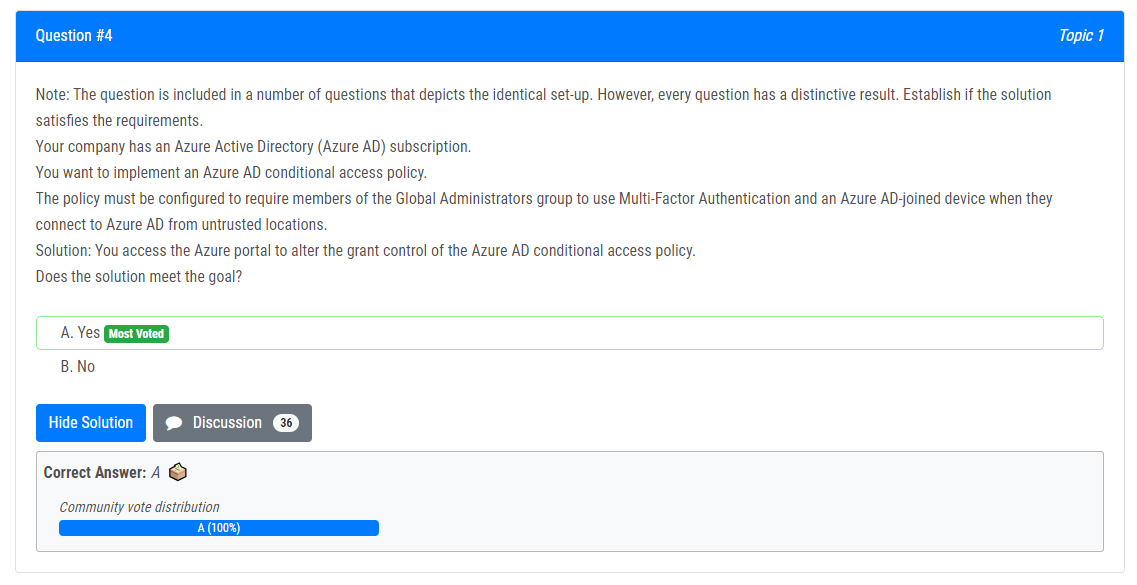 Question #4
Topic 1
Note: The question is included in a number of questions that depicts the identical set-up. However, every question has a distinctive result. Establish if the solution
satisfies the requirements.
Your company has an Azure Active Directory (Azure AD) subscription.
You want to implement an Azure AD conditional access policy.
The policy must be configured to require members of the Global Administrators group to use Multi-Factor Authentication and an Azure AD-joined device when they
connect to Azure AD from untrusted locations.
Solution: You access the Azure portal to alter the grant control of the Azure AD conditional access policy.
Does the solution meet the goal?
A. Yes Most Voted
B. No
Hide Solution
Discussion 36
Correct Answer: A
Community vote distribution
A (100%)